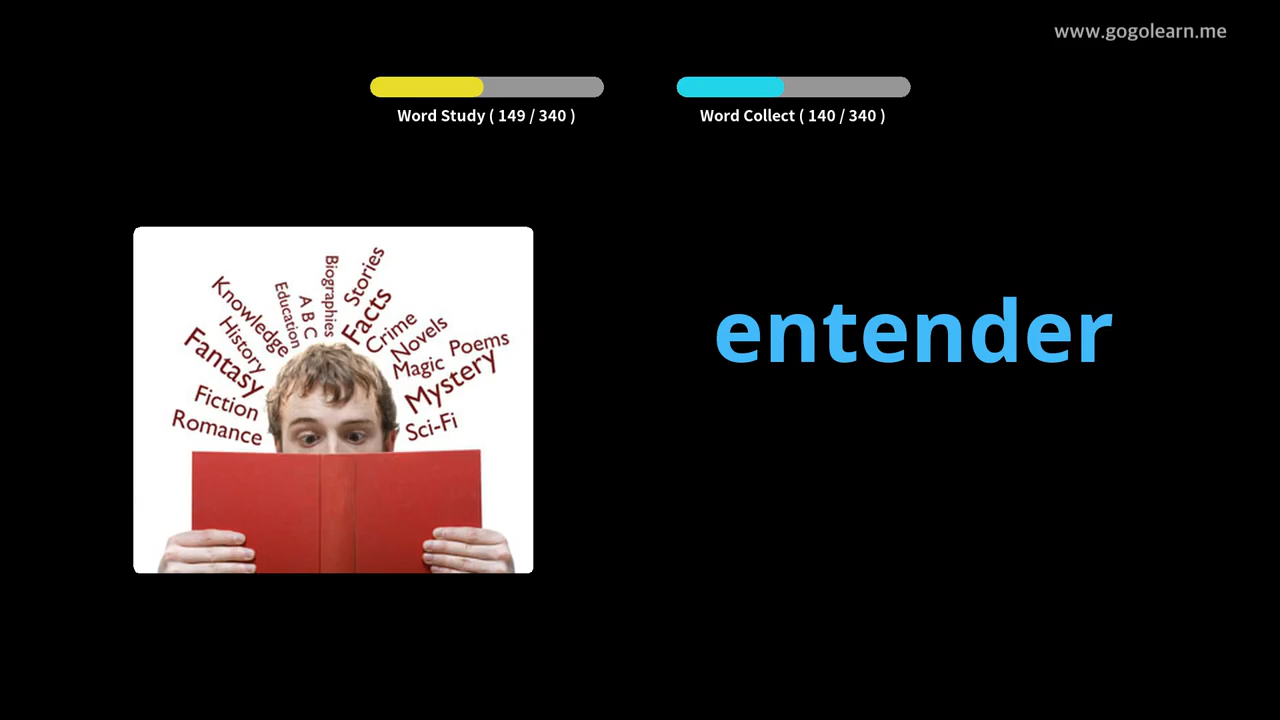 www.gogolearn.me
Word Study ( 149 / 340 )
Word Collect ( 140 / 340 )
Biographies
Stories
Education
A B C
Facts
Knowledge
History
Crime
Novels
Poems
Fantasy
Magic
Mystery
Fiction
Romance
Sci-Fi
entender